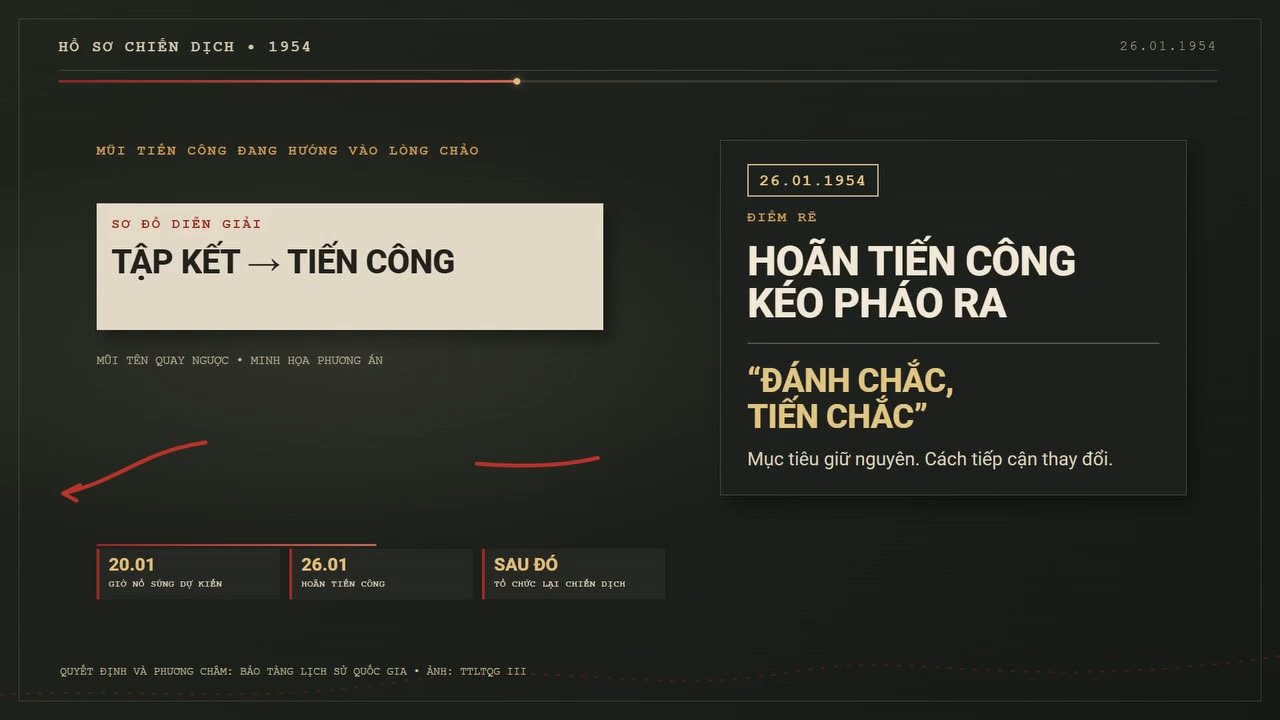 HỒ SƠ CHIẾN DỊCH • 1954
26.01.1954
MŨI TIẾN CÔNG ĐANG HƯỚNG VÀO LÒNG CHẢO
SƠ ĐỒ DIỄN GIẢI
TẬP KẾT → TIẾN CÔNG
MŨI TÊN QUAY NGƯỢC • MINH HỌA PHƯƠNG ÁN
26.01.1954
ĐIỂM RẼ
HOÃN TIẾN CÔNG
KÉO PHÁO RA
“ĐÁNH CHẮC,
TIẾN CHẮC”
Mục tiêu giữ nguyên. Cách tiếp cận thay đổi.
20.01
GIỜ NỔ SÚNG DỰ KIẾN
26.01
HOÃN TIẾN CÔNG
SAU ĐÓ
TỔ CHỨC LẠI CHIẾN DỊCH
QUYẾT ĐỊNH VÀ PHƯƠNG CHÂM: BẢO TÀNG LỊCH SỬ QUỐC GIA • ẢNH: TTLTQG III